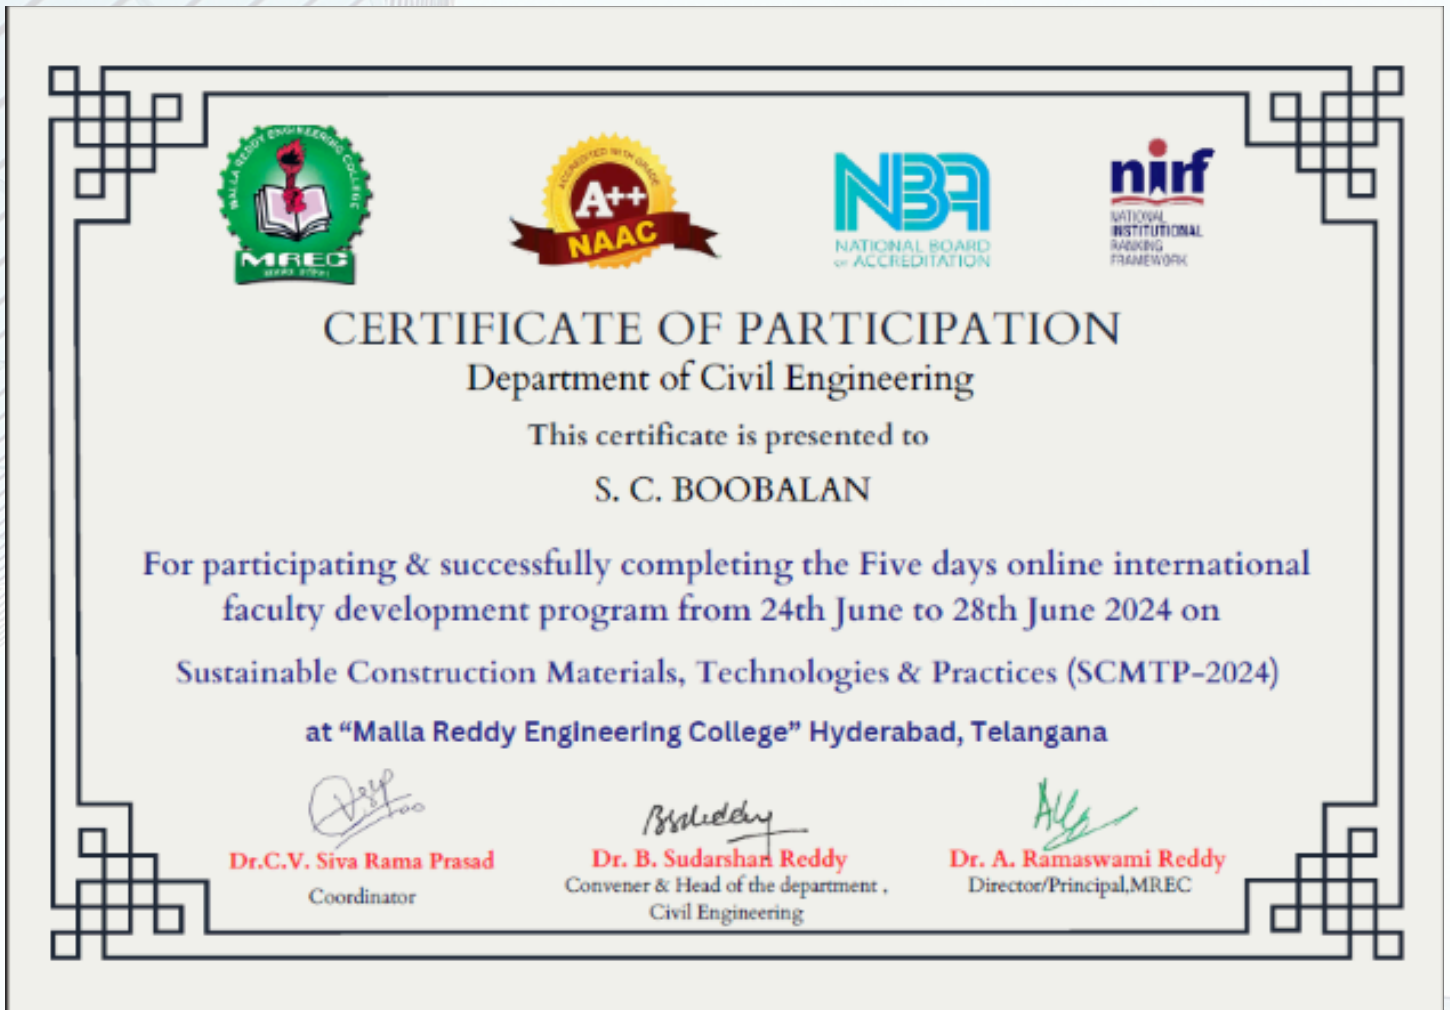 MALLA REDDY ENGINEERING COLLEGE
MREC
ACCREDITED WITH GRADE
A++
NAAC
NBA
NATIONAL BOARD
OF ACCREDITATION
nirf
NATIONAL
INSTITUTIONAL
RANKING
FRAMEWORK
CERTIFICATE OF PARTICIPATION
Department of Civil Engineering
This certificate is presented to
S. C. BOOBALAN
For participating & successfully completing the Five days online international
faculty development program from 24th June to 28th June 2024 on
Sustainable Construction Materials, Technologies & Practices (SCMTP-2024)
at “Malla Reddy Engineering College” Hyderabad, Telangana
Dr.C.V. Siva Rama Prasad
Coordinator
Dr. B. Sudarshan Reddy
Convener & Head of the department ,
Civil Engineering
Dr. A. Ramaswami Reddy
Director/Principal,MREC